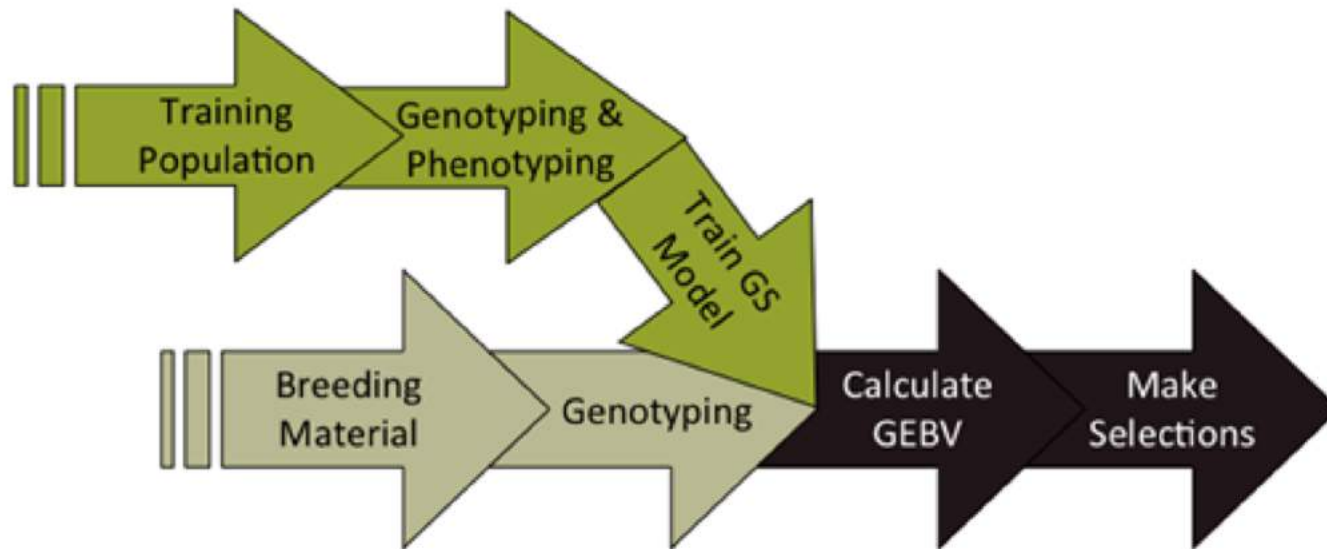 Training
Population
Genotyping &
Phenotyping
Train GS
Model
Breeding
Material
Genotyping
Calculate
GEBV
Make
Selections